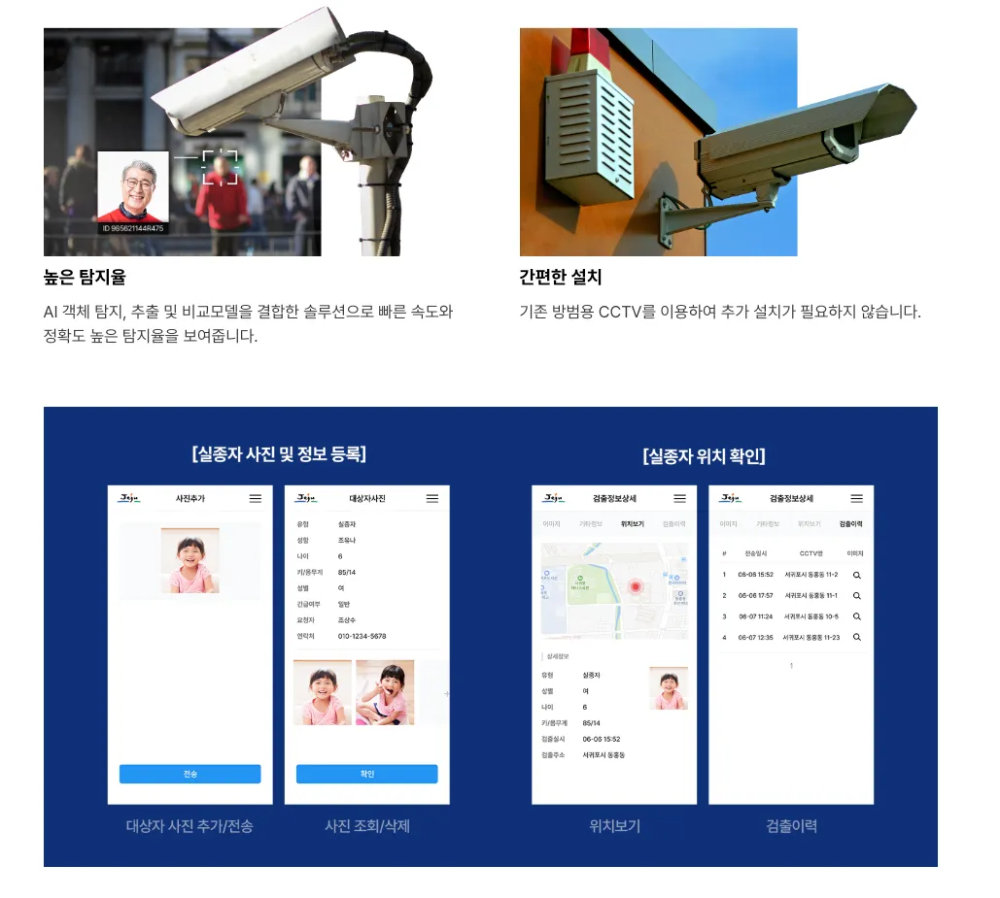 ID 985621144R475
높은 탐지율
AI 객체 탐지, 추출 및 비교모델을 결합한 솔루션으로 빠른 속도와
정확도 높은 탐지율을 보여줍니다.
간편한 설치
기존 방범용 CCTV를 이용하여 추가 설치가 필요하지 않습니다.
[실종자 사진 및 정보 등록]
Jeju 사진추가
전송
대상자 사진 추가/전송
Jeju 대상자사진
유형 실종자
성함 조유나
나이 6
키/몸무게 85/14
성별 여
긴급여부 일반
요청자 조상수
연락처 010-1234-5678
확인
사진 조회/삭제
[실종자 위치 확인]
Jeju 검출정보상세
이미지 기타정보 위치보기 검출이력
상세정보
유형 실종자
성별 여
나이 6
키/몸무게 85/14
검출일시 06-06 15:52
검출주소 서귀포시 동홍동
위치보기
Jeju 검출정보상세
이미지 기타정보 위치보기 검출이력
# 전송일시 CCTV명 이미지
1 06-06 15:52 서귀포시 동홍동 11-2
2 06-06 17:57 서귀포시 동홍동 11-1
3 06-07 11:24 서귀포시 동홍동 10-5
4 06-07 12:35 서귀포시 동홍동 11-23
1
검출이력